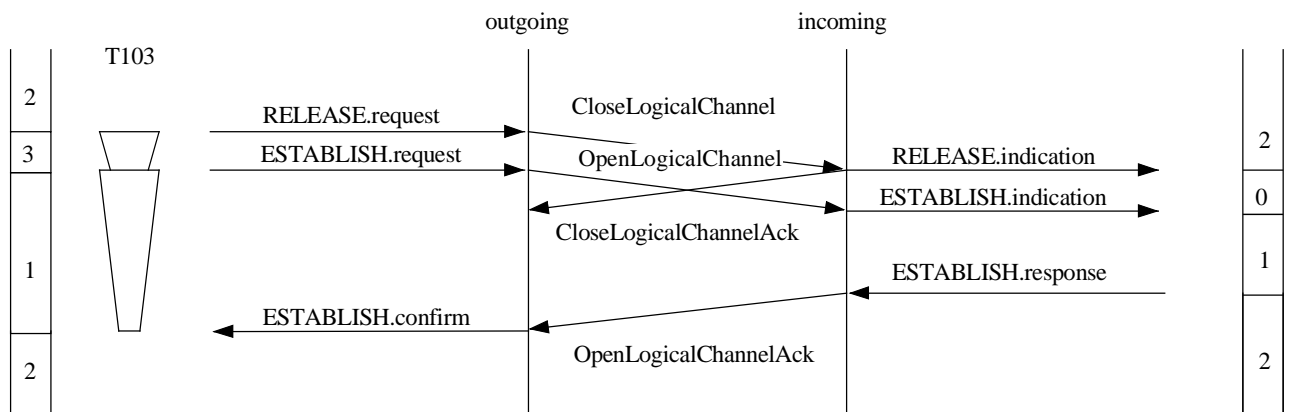 outgoing
incoming
T103
2
CloseLogicalChannel
RELEASE.request
3
ESTABLISH.request
OpenLogicalChannel
RELEASE.indication
2
ESTABLISH.indication
0
CloseLogicalChannelAck
1
ESTABLISH.response
1
ESTABLISH.confirm
OpenLogicalChannelAck
2
2